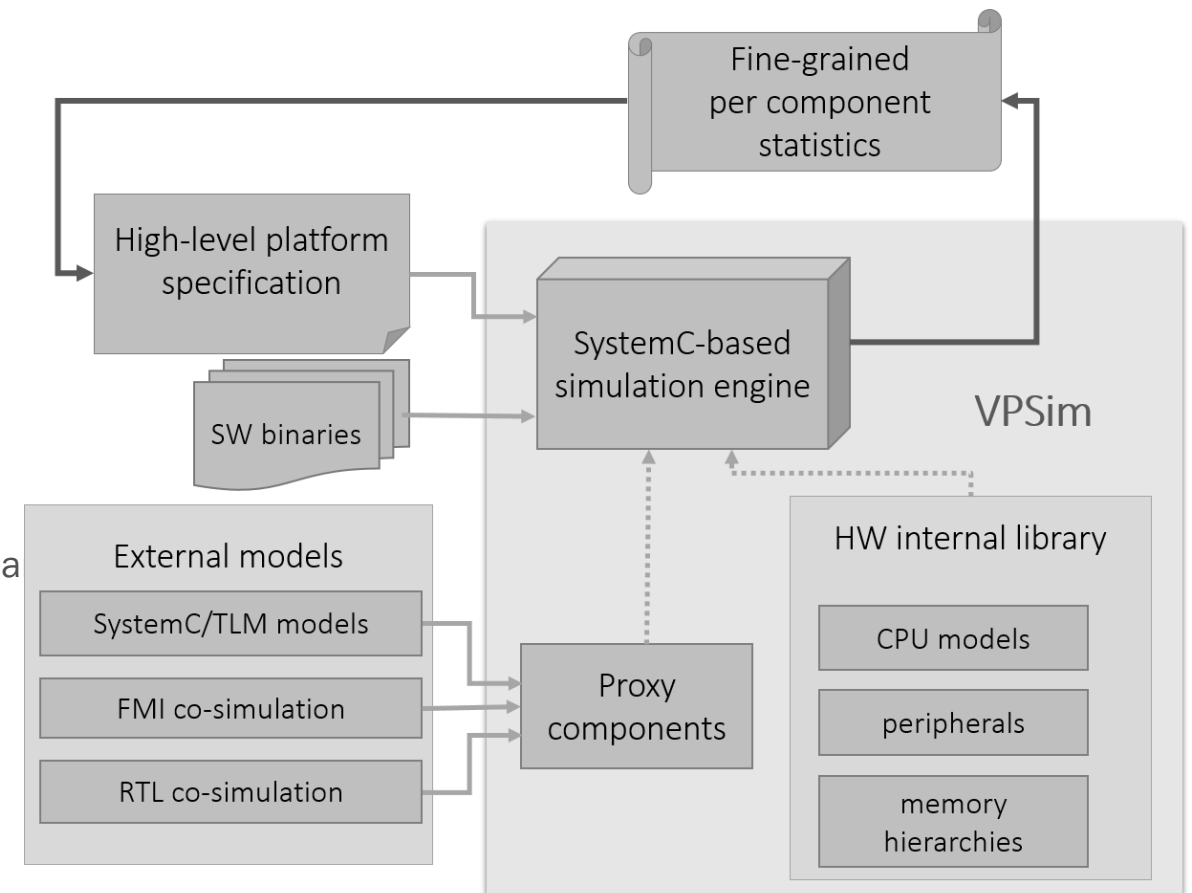 Fine-grained
per component
statistics
High-level platform
specification
SystemC-based
simulation engine
VPSim
SW binaries
External models
a
SystemC/TLM models
FMI co-simulation
RTL co-simulation
Proxy
components
HW internal library
CPU models
peripherals
memory
hierarchies